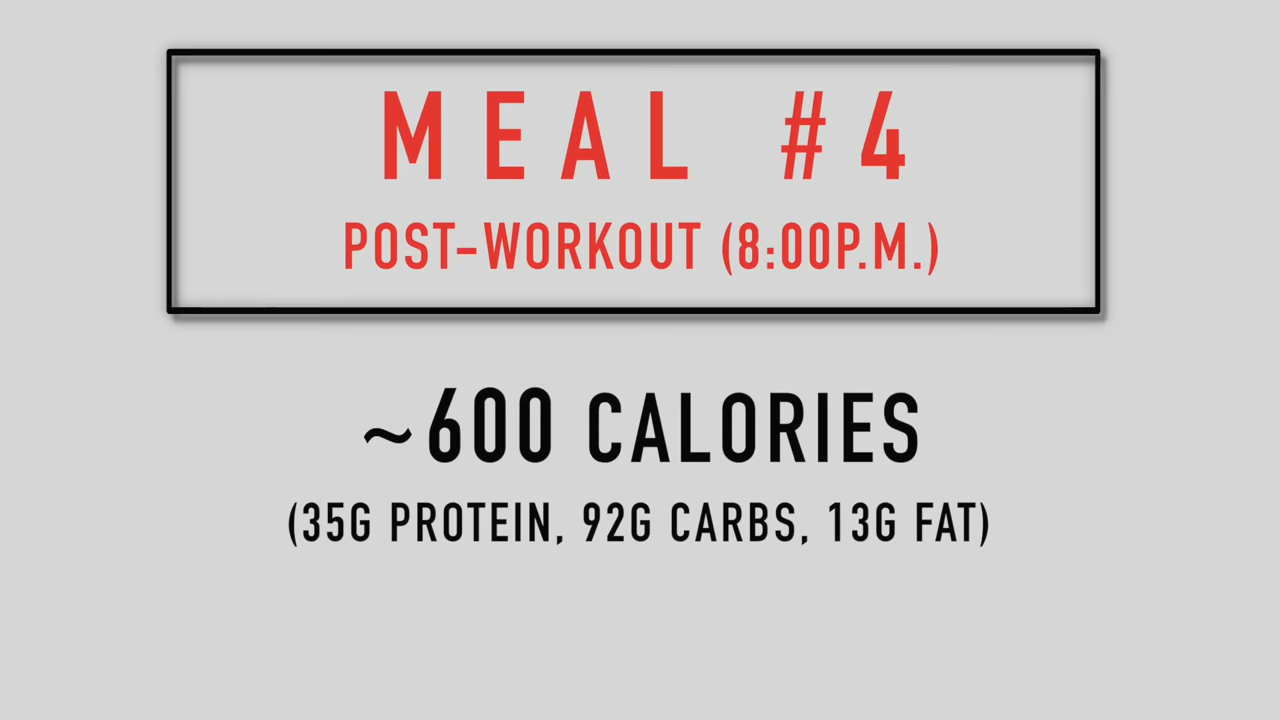 MEAL #4
POST-WORKOUT (8:00P.M.)
~600 CALORIES
(35G PROTEIN, 92G CARBS, 13G FAT)